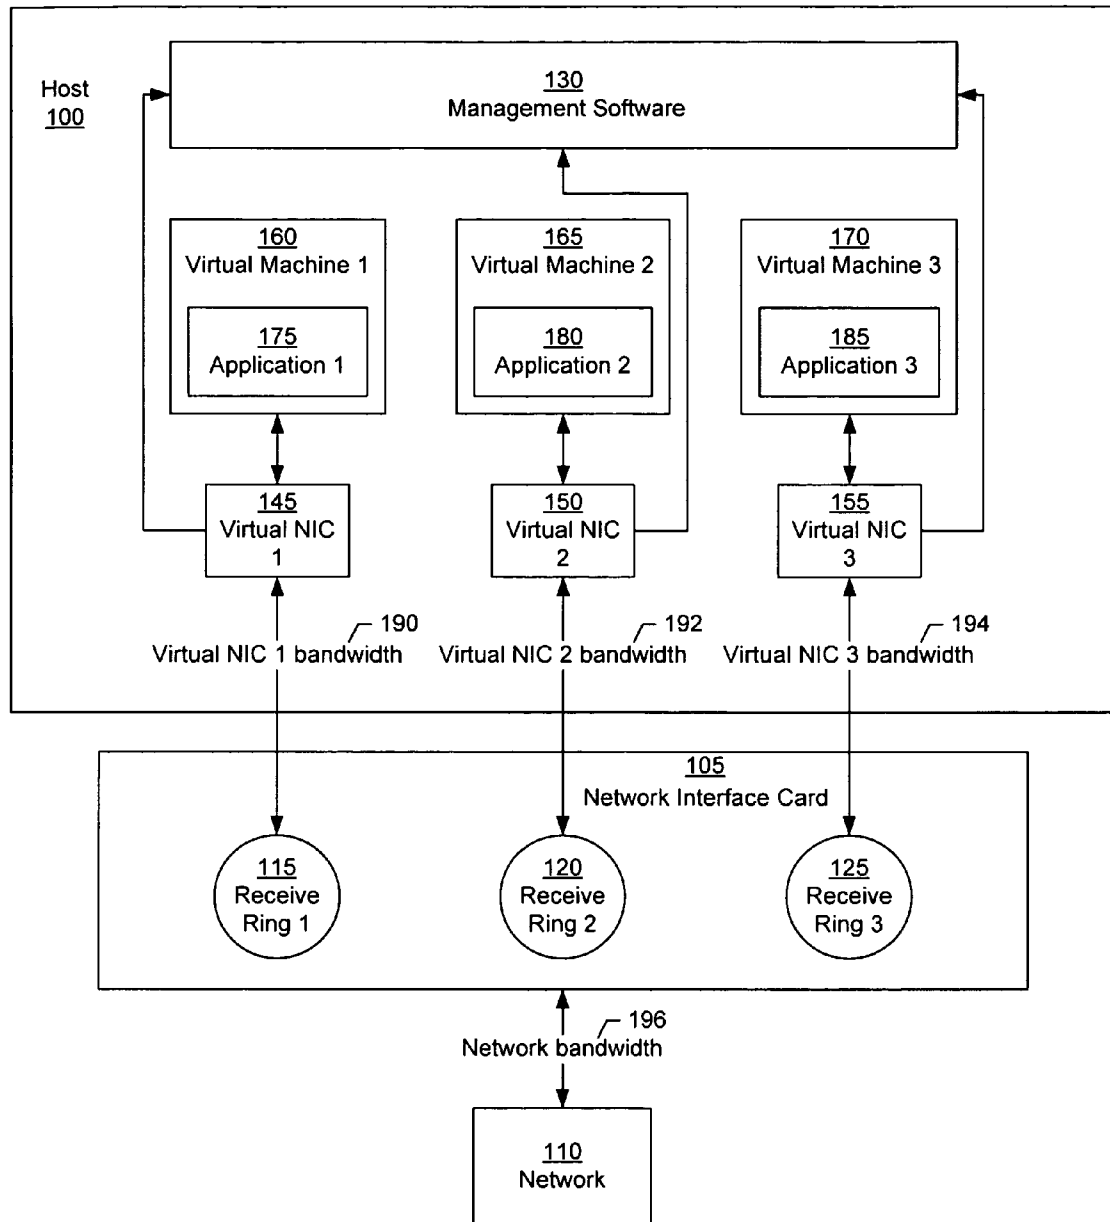 Host
100
130
Management Software
160
Virtual Machine 1
175
Application 1
165
Virtual Machine 2
180
Application 2
170
Virtual Machine 3
185
Application 3
145
Virtual NIC
1
150
Virtual NIC
2
155
Virtual NIC
3
190
Virtual NIC 1 bandwidth
192
Virtual NIC 2 bandwidth
194
Virtual NIC 3 bandwidth
105
Network Interface Card
115
Receive
Ring 1
120
Receive
Ring 2
125
Receive
Ring 3
196
Network bandwidth
110
Network